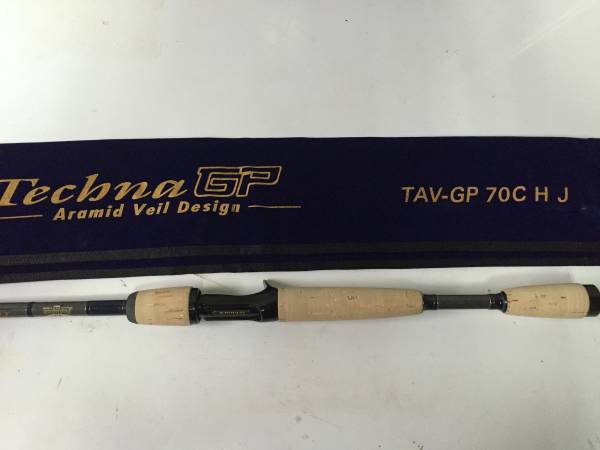 Techna GP
Aramid Veil Design
TAV-GP 70C H J